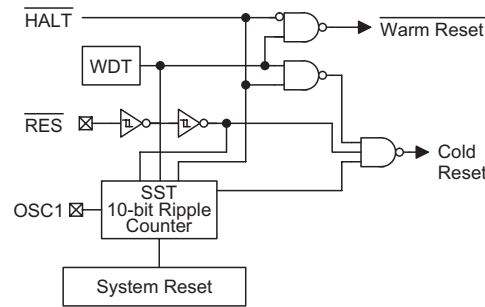 HALT
Warm Reset
WDT
RES
Cold
Reset
SST
10-bit Ripple
Counter
OSC1
System Reset